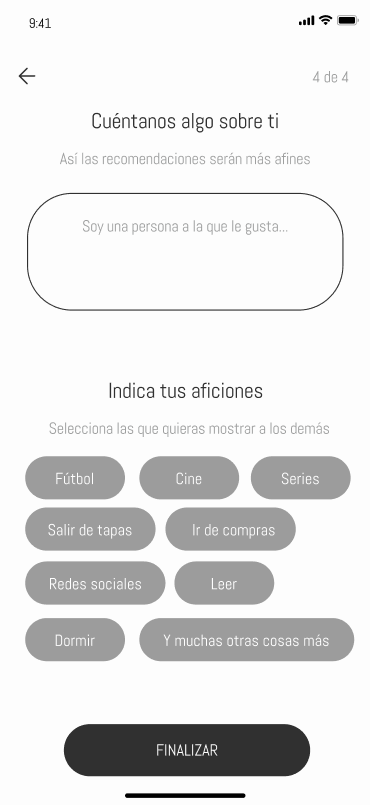 9:41
4 de 4
Cuéntanos algo sobre ti
Así las recomendaciones serán más afines
Soy una persona a la que le gusta...
Indica tus aficiones
Selecciona las que quieras mostrar a los demás
Fútbol Cine Series
Salir de tapas Ir de compras
Redes sociales Leer
Dormir Y muchas otras cosas más
FINALIZAR